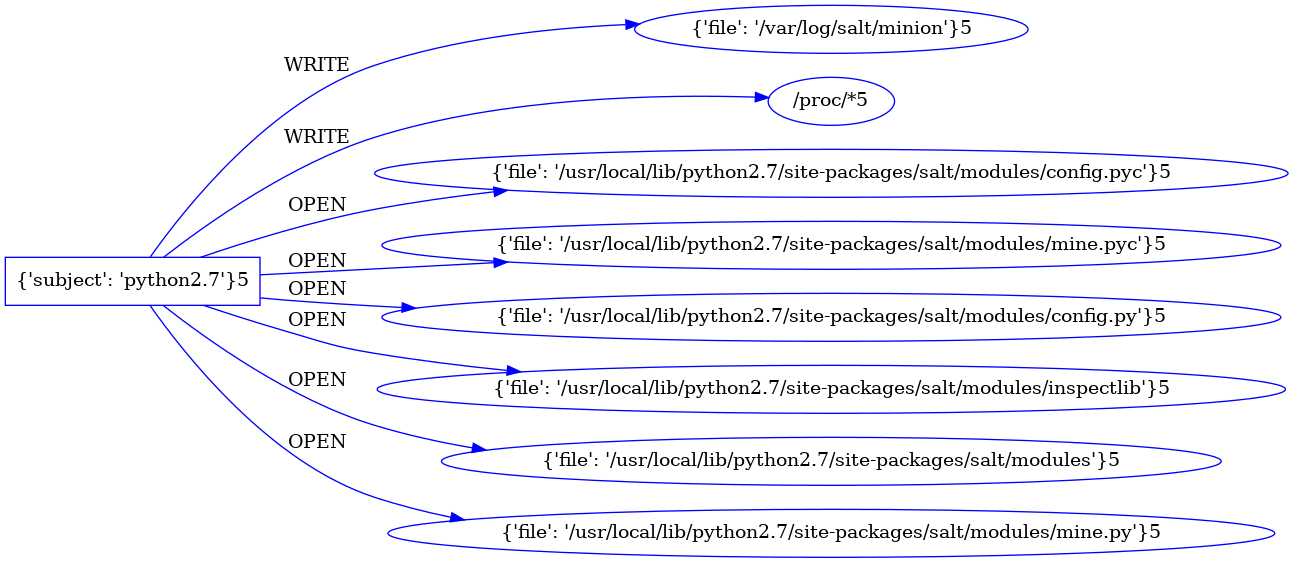 {'file': '/var/log/salt/minion'}5
WRITE
/proc/*5
WRITE
{'file': '/usr/local/lib/python2.7/site-packages/salt/modules/config.pyc'}5
OPEN
{'file': '/usr/local/lib/python2.7/site-packages/salt/modules/mine.pyc'}5
OPEN
{'subject': 'python2.7'}5
OPEN
{'file': '/usr/local/lib/python2.7/site-packages/salt/modules/config.py'}5
OPEN
{'file': '/usr/local/lib/python2.7/site-packages/salt/modules/inspectlib'}5
OPEN
{'file': '/usr/local/lib/python2.7/site-packages/salt/modules'}5
OPEN
{'file': '/usr/local/lib/python2.7/site-packages/salt/modules/mine.py'}5